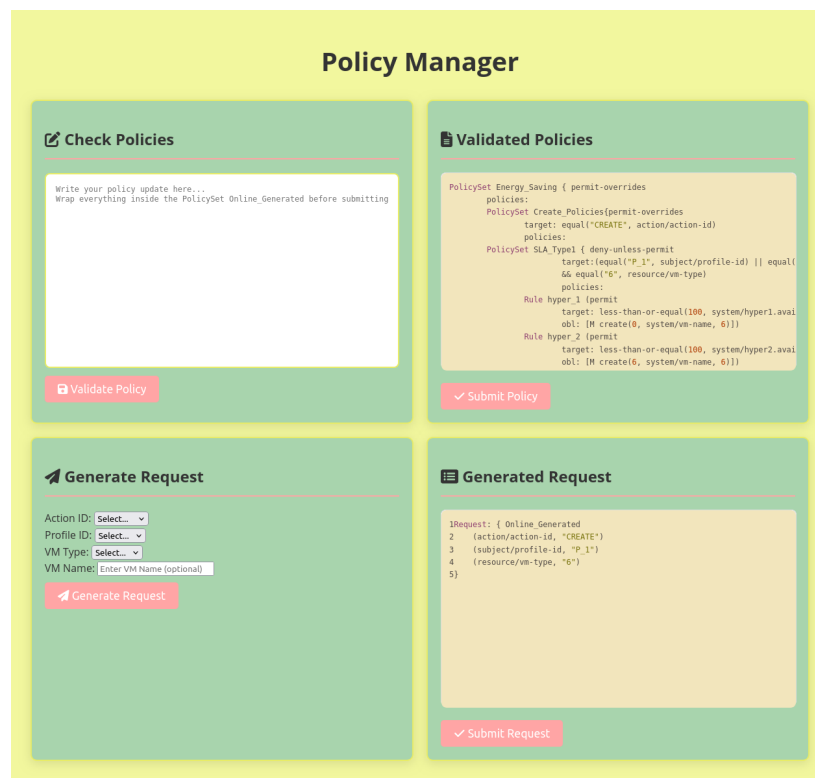 Policy Manager
Check Policies
Write your policy update here...
Wrap everything inside the PolicySet Online_Generated before submitting
Validate Policy
Validated Policies
PolicySet Energy_Saving { permit-overrides
policies:
PolicySet Create_Policies{permit-overrides
target: equal("CREATE", action/action-id)
policies:
PolicySet SLA_Type1 { deny-unless-permit
target:(equal("P_1", subject/profile-id) || equal(
&& equal("6", resource/vm-type)
policies:
Rule hyper_1 (permit
target: less-than-or-equal(100, system/hyper1.avai
obl: [M create(0, system/vm-name, 6)])
Rule hyper_2 (permit
target: less-than-or-equal(100, system/hyper2.avai
obl: [M create(6, system/vm-name, 6)])
Submit Policy
Generate Request
Action ID: Select...
Profile ID: Select...
VM Type: Select...
VM Name: Enter VM Name (optional)
Generate Request
Generated Request
1Request: { Online_Generated
2    (action/action-id, "CREATE")
3    (subject/profile-id, "P_1")
4    (resource/vm-type, "6")
5}
Submit Request